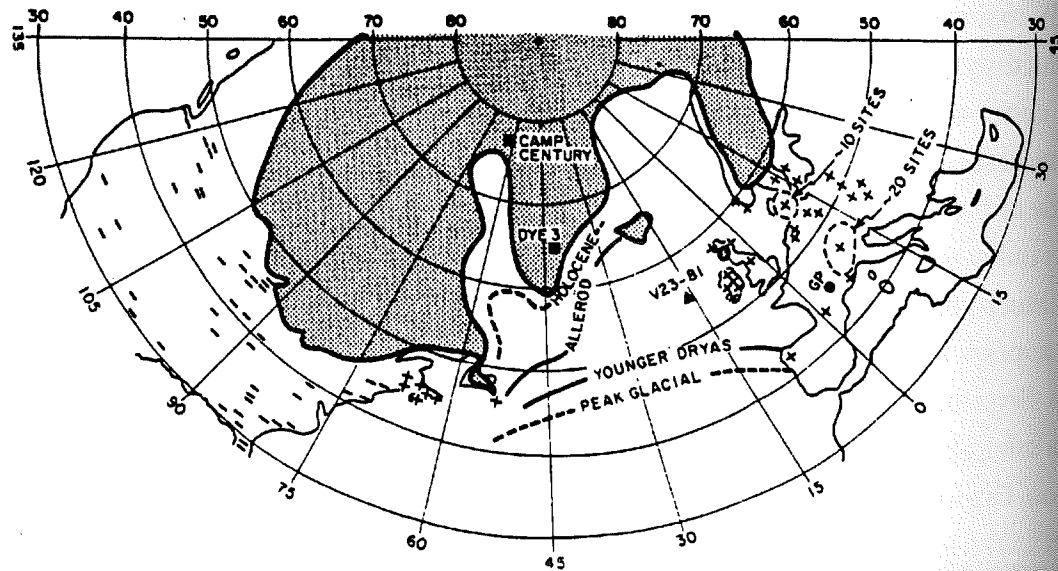 30 40 50 60 70 80 80 70 60 50 40 30
135
45
120
30
105
15
90
0
75
15
60
30
45
CAMP
CENTURY
DYE 3
HOLOCENE
ALLEROD
V23-81
YOUNGER DRYAS
PEAK GLACIAL
~10 SITES
~20 SITES
GP